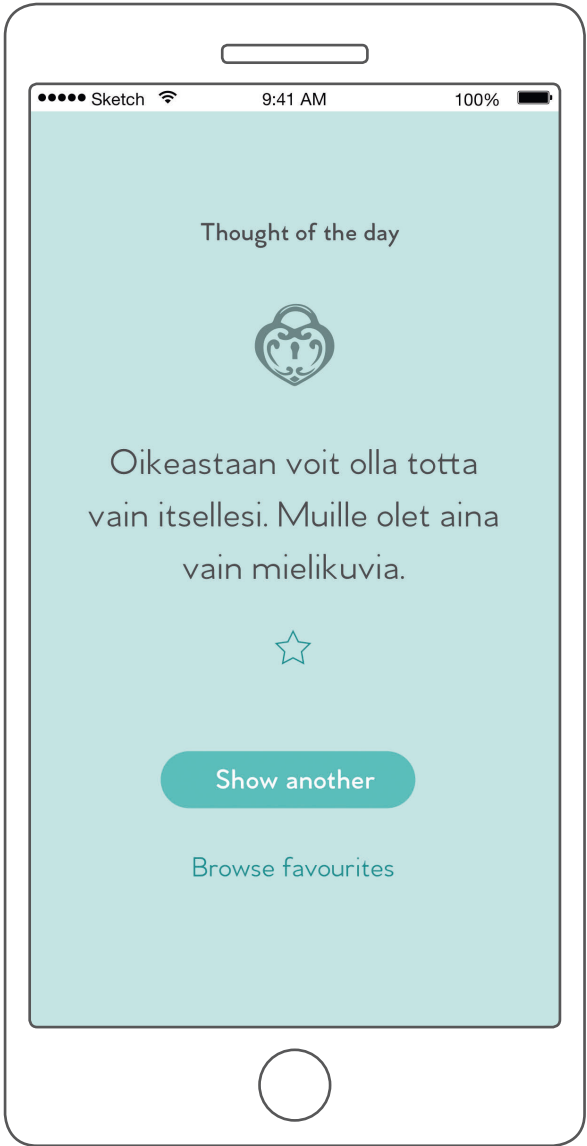 Sketch 9:41 AM 100%
Thought of the day
Oikeastaan voit olla totta
vain itsellesi. Muille olet aina
vain mielikuvia.
Show another
Browse favourites